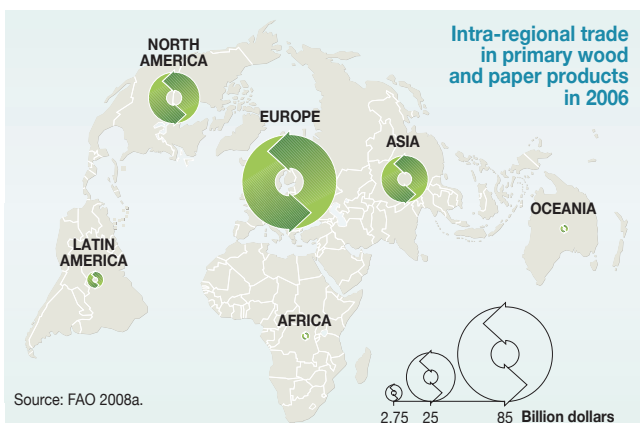 Intra-regional trade
in primary wood
and paper products
in 2006
NORTH
AMERICA
EUROPE
ASIA
OCEANIA
LATIN
AMERICA
AFRICA
Source: FAO 2008a.
2.75 25 85 Billion dollars